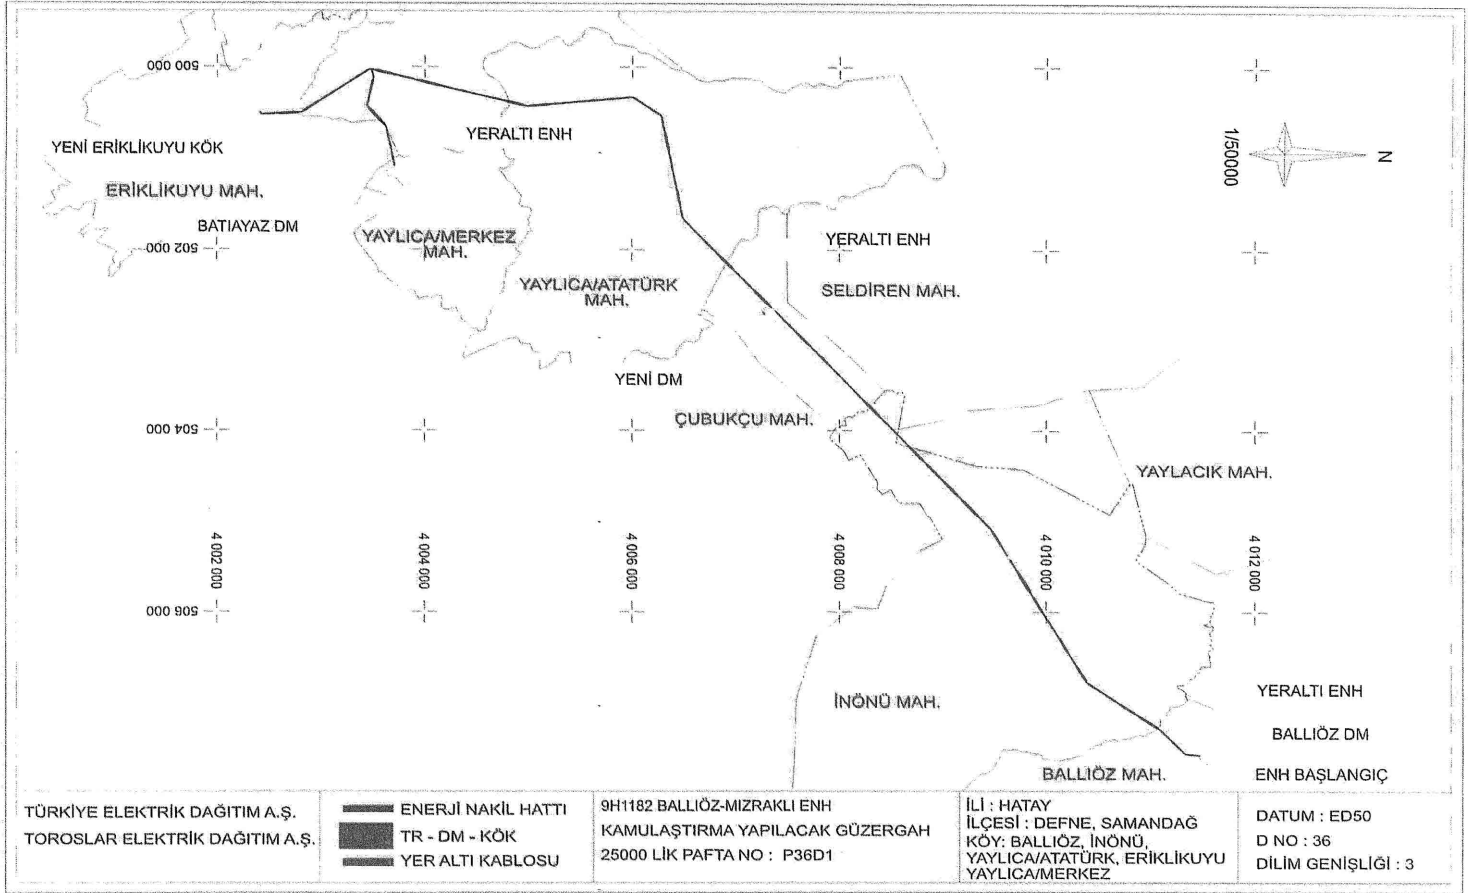 500 000
YENİ ERİKLİKUYU KÖK
YERALTI ENH
1/50000
N
ERİKLİKUYU MAH.
BATIAYAZ DM
502 000
YAYLICA/MERKEZ
MAH.
YERALTI ENH
YAYLICA/ATATÜRK
MAH.
SELDİREN MAH.
YENİ DM
ÇUBUKÇU MAH.
504 000
YAYLACIK MAH.
4 002 000
4 004 000
4 006 000
4 008 000
4 010 000
4 012 000
506 000
İNÖNÜ MAH.
YERALTI ENH
BALLIÖZ DM
BALLIÖZ MAH.
ENH BAŞLANGIÇ
TÜRKİYE ELEKTRİK DAĞITIM A.Ş.
TOROSLAR ELEKTRİK DAĞITIM A.Ş.
ENERJİ NAKİL HATTI
TR - DM - KÖK
YER ALTI KABLOSU
9H1182 BALLIÖZ-MIZRAKLI ENH
KAMULAŞTIRMA YAPILACAK GÜZERGAH
25000 LİK PAFTA NO : P36D1
İLİ : HATAY
İLÇESİ : DEFNE, SAMANDAĞ
KÖY: BALLIÖZ, İNÖNÜ,
YAYLICA/ATATÜRK, ERİKLİKUYU
YAYLICA/MERKEZ
DATUM : ED50
D NO : 36
DİLİM GENİŞLİĞİ : 3